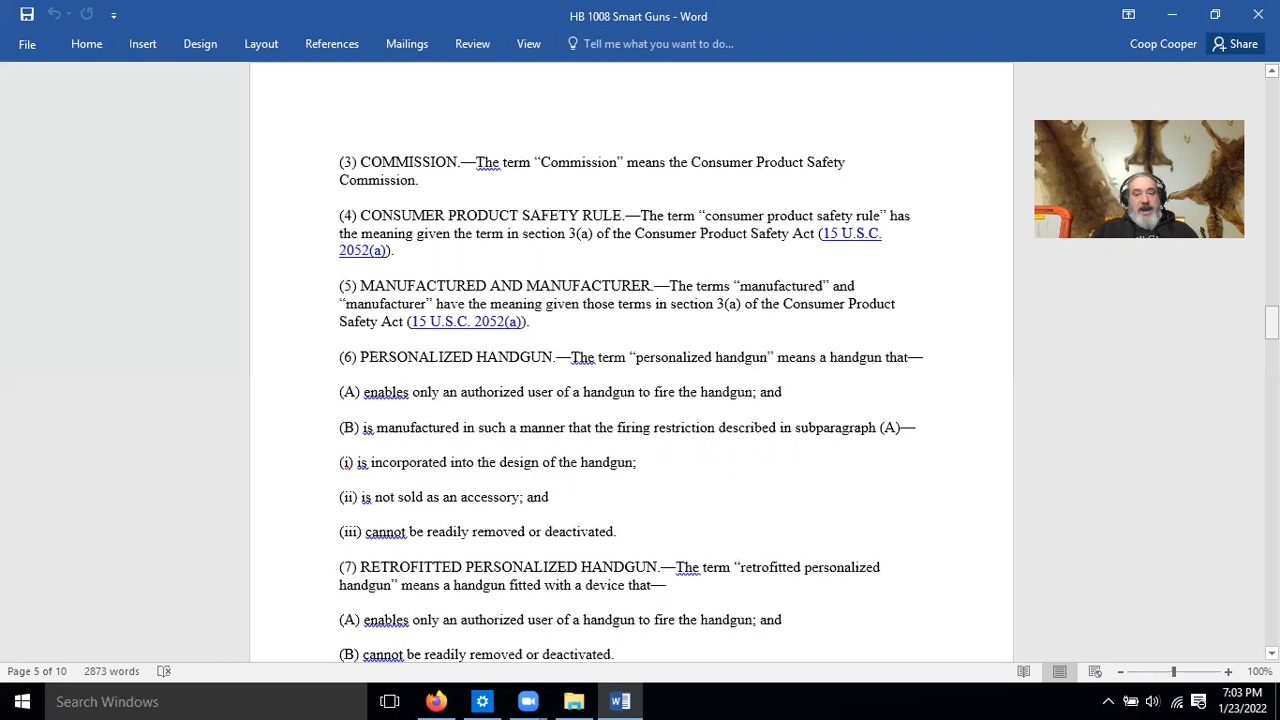 HB 1008 Smart Guns - Word
File Home Insert Design Layout References Mailings Review View Tell me what you want to do... Coop Cooper Share
(3) COMMISSION.—The term “Commission” means the Consumer Product Safety
Commission.
(4) CONSUMER PRODUCT SAFETY RULE.—The term “consumer product safety rule” has
the meaning given the term in section 3(a) of the Consumer Product Safety Act (15 U.S.C.
2052(a)).
(5) MANUFACTURED AND MANUFACTURER.—The terms “manufactured” and
“manufacturer” have the meaning given those terms in section 3(a) of the Consumer Product
Safety Act (15 U.S.C. 2052(a)).
(6) PERSONALIZED HANDGUN.—The term “personalized handgun” means a handgun that—
(A) enables only an authorized user of a handgun to fire the handgun; and
(B) is manufactured in such a manner that the firing restriction described in subparagraph (A)—
(i) is incorporated into the design of the handgun;
(ii) is not sold as an accessory; and
(iii) cannot be readily removed or deactivated.
(7) RETROFITTED PERSONALIZED HANDGUN.—The term “retrofitted personalized
handgun” means a handgun fitted with a device that—
(A) enables only an authorized user of a handgun to fire the handgun; and
(B) cannot be readily removed or deactivated.
Page 5 of 10 2873 words 100%
Search Windows
7:03 PM
1/23/2022